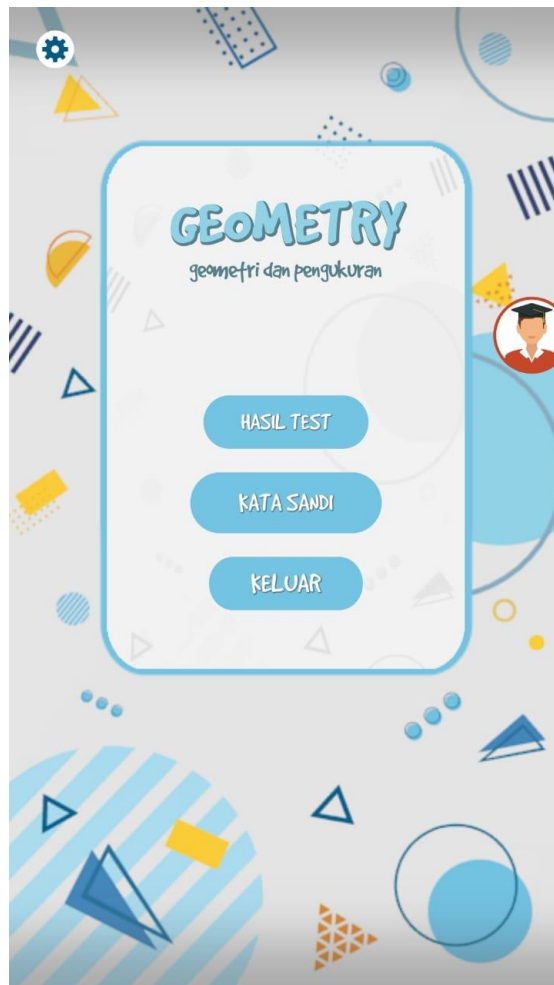 GEoMETRY
geometri dan pengukuran
HASIL TEST
KATA SANDI
KELUAR